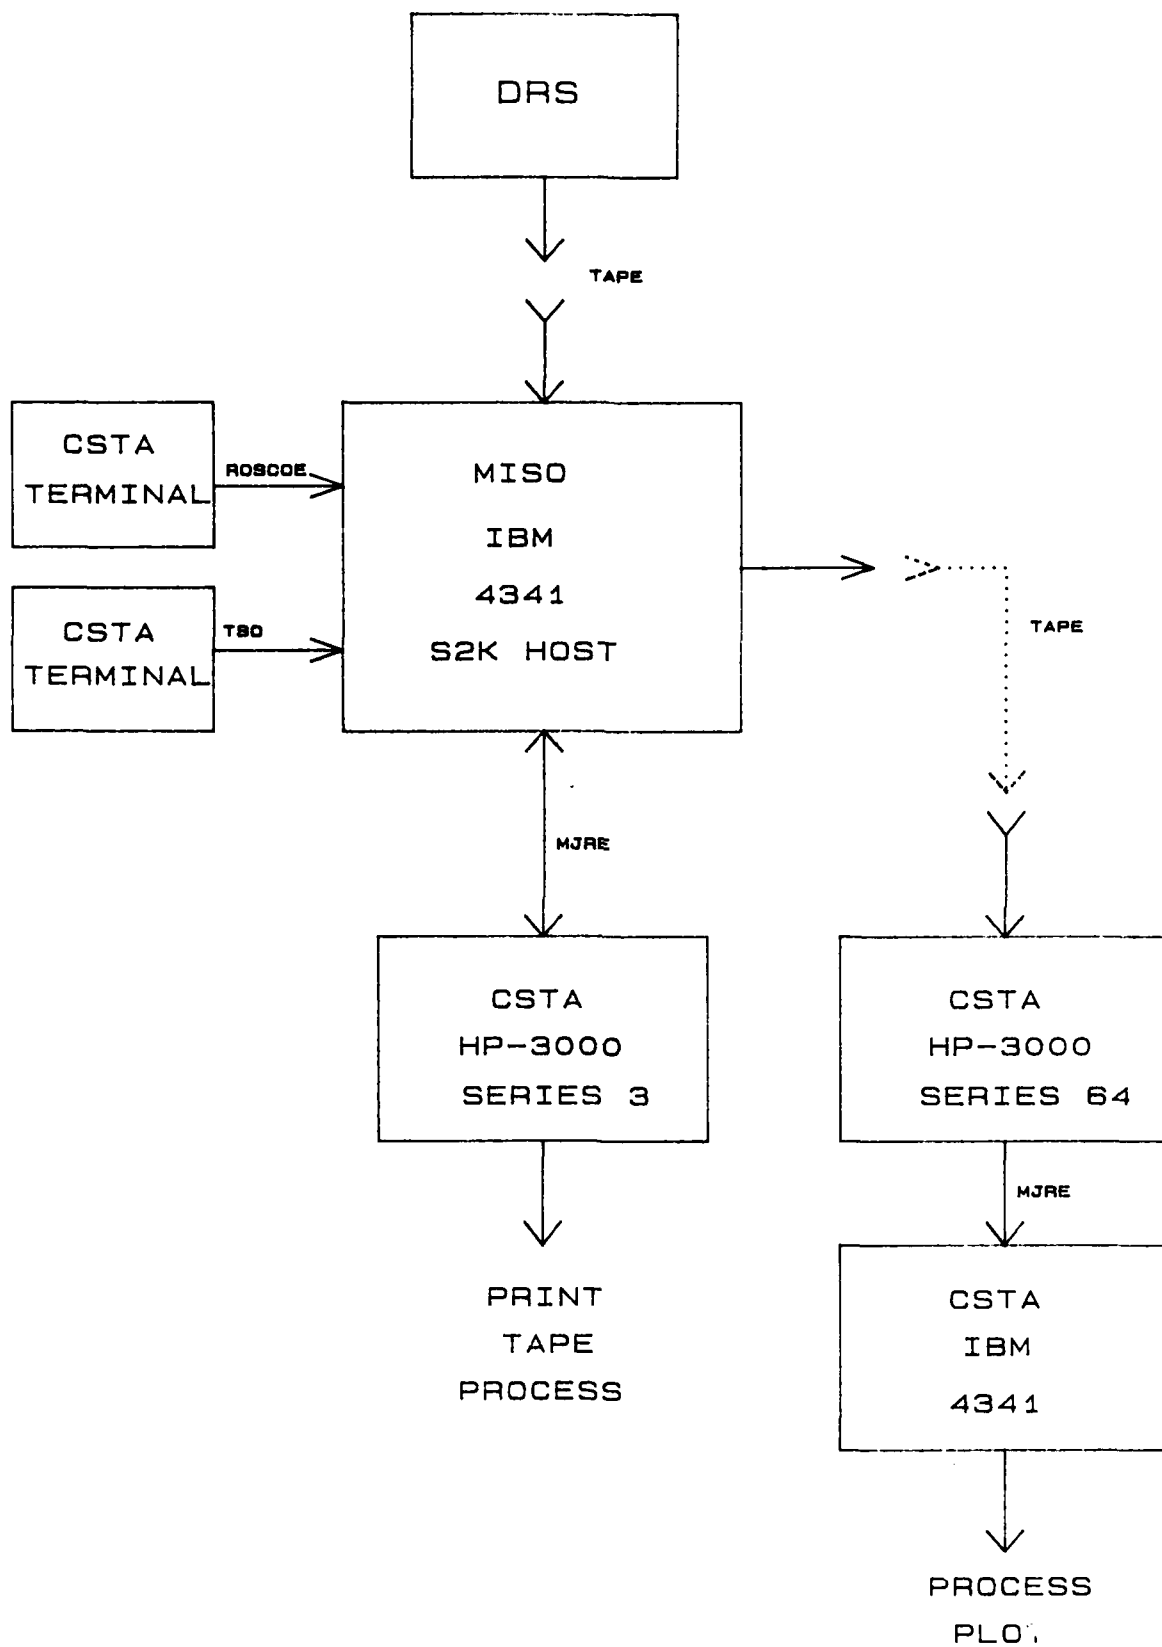 DRS
TAPE
CSTA
TERMINAL
ROSCOE
MISO
IBM
4341
S2K HOST
CSTA
TERMINAL
TSO
TAPE
MJRE
CSTA
HP-3000
SERIES 3
CSTA
HP-3000
SERIES 64
MJRE
PRINT
TAPE
PROCESS
CSTA
IBM
4341
PROCESS
PLOT